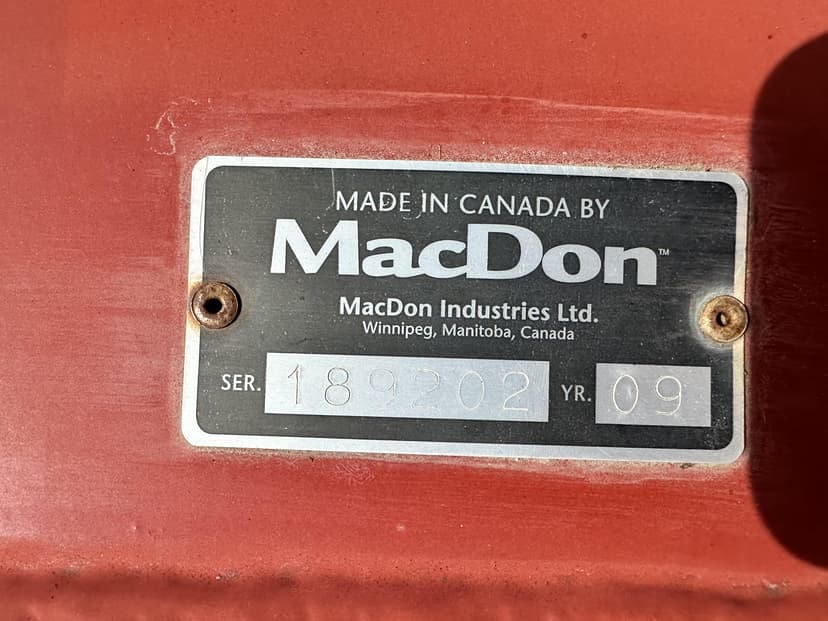 MADE IN CANADA BY
MacDon™
MacDon Industries Ltd.
Winnipeg, Manitoba, Canada
SER. 189202 YR. 09